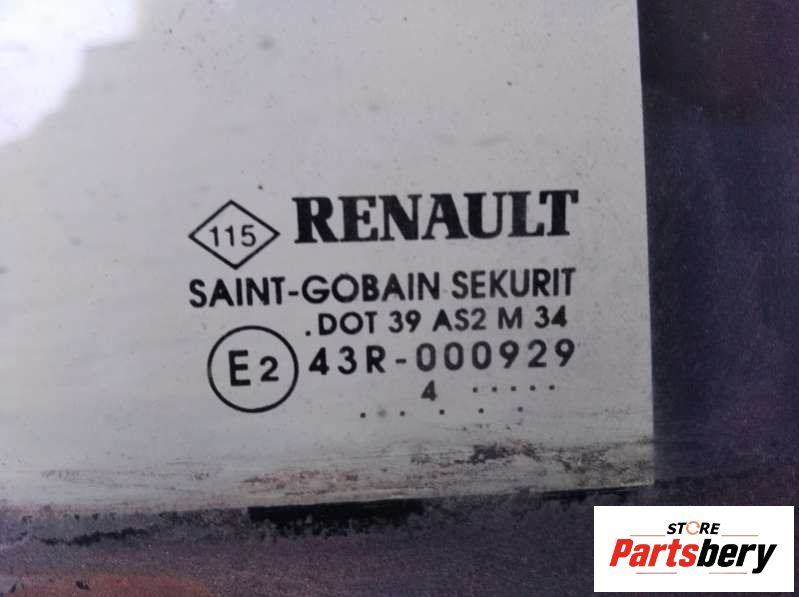 115 RENAULT
SAINT-GOBAIN SEKURIT
.DOT 39 AS2 M 34
E2 43R-000929
4 .....
.. . . . .
STORE
Partsbery